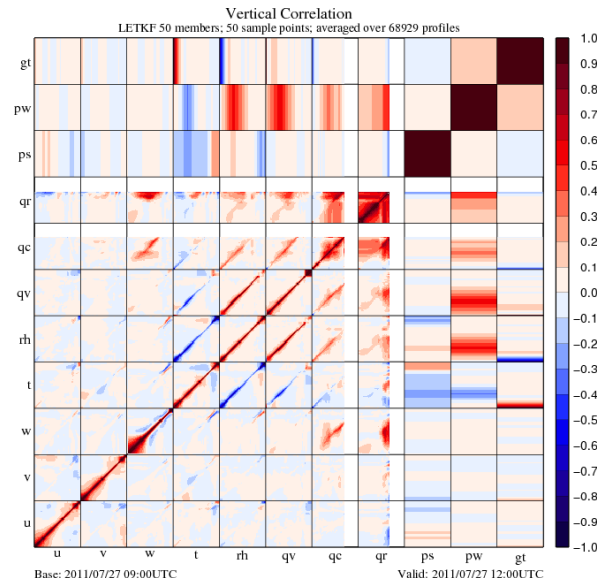 Vertical Correlation
LETKF 50 members; 50 sample points; averaged over 68929 profiles
gt
pw
ps
qr
qc
qv
rh
t
w
v
u
u v w t rh qv qc qr ps pw gt
1.0
0.9
0.8
0.7
0.6
0.5
0.4
0.3
0.2
0.1
0.0
−0.1
−0.2
−0.3
−0.4
−0.5
−0.6
−0.7
−0.8
−0.9
−1.0
Base: 2011/07/27 09:00UTC Valid: 2011/07/27 12:00UTC